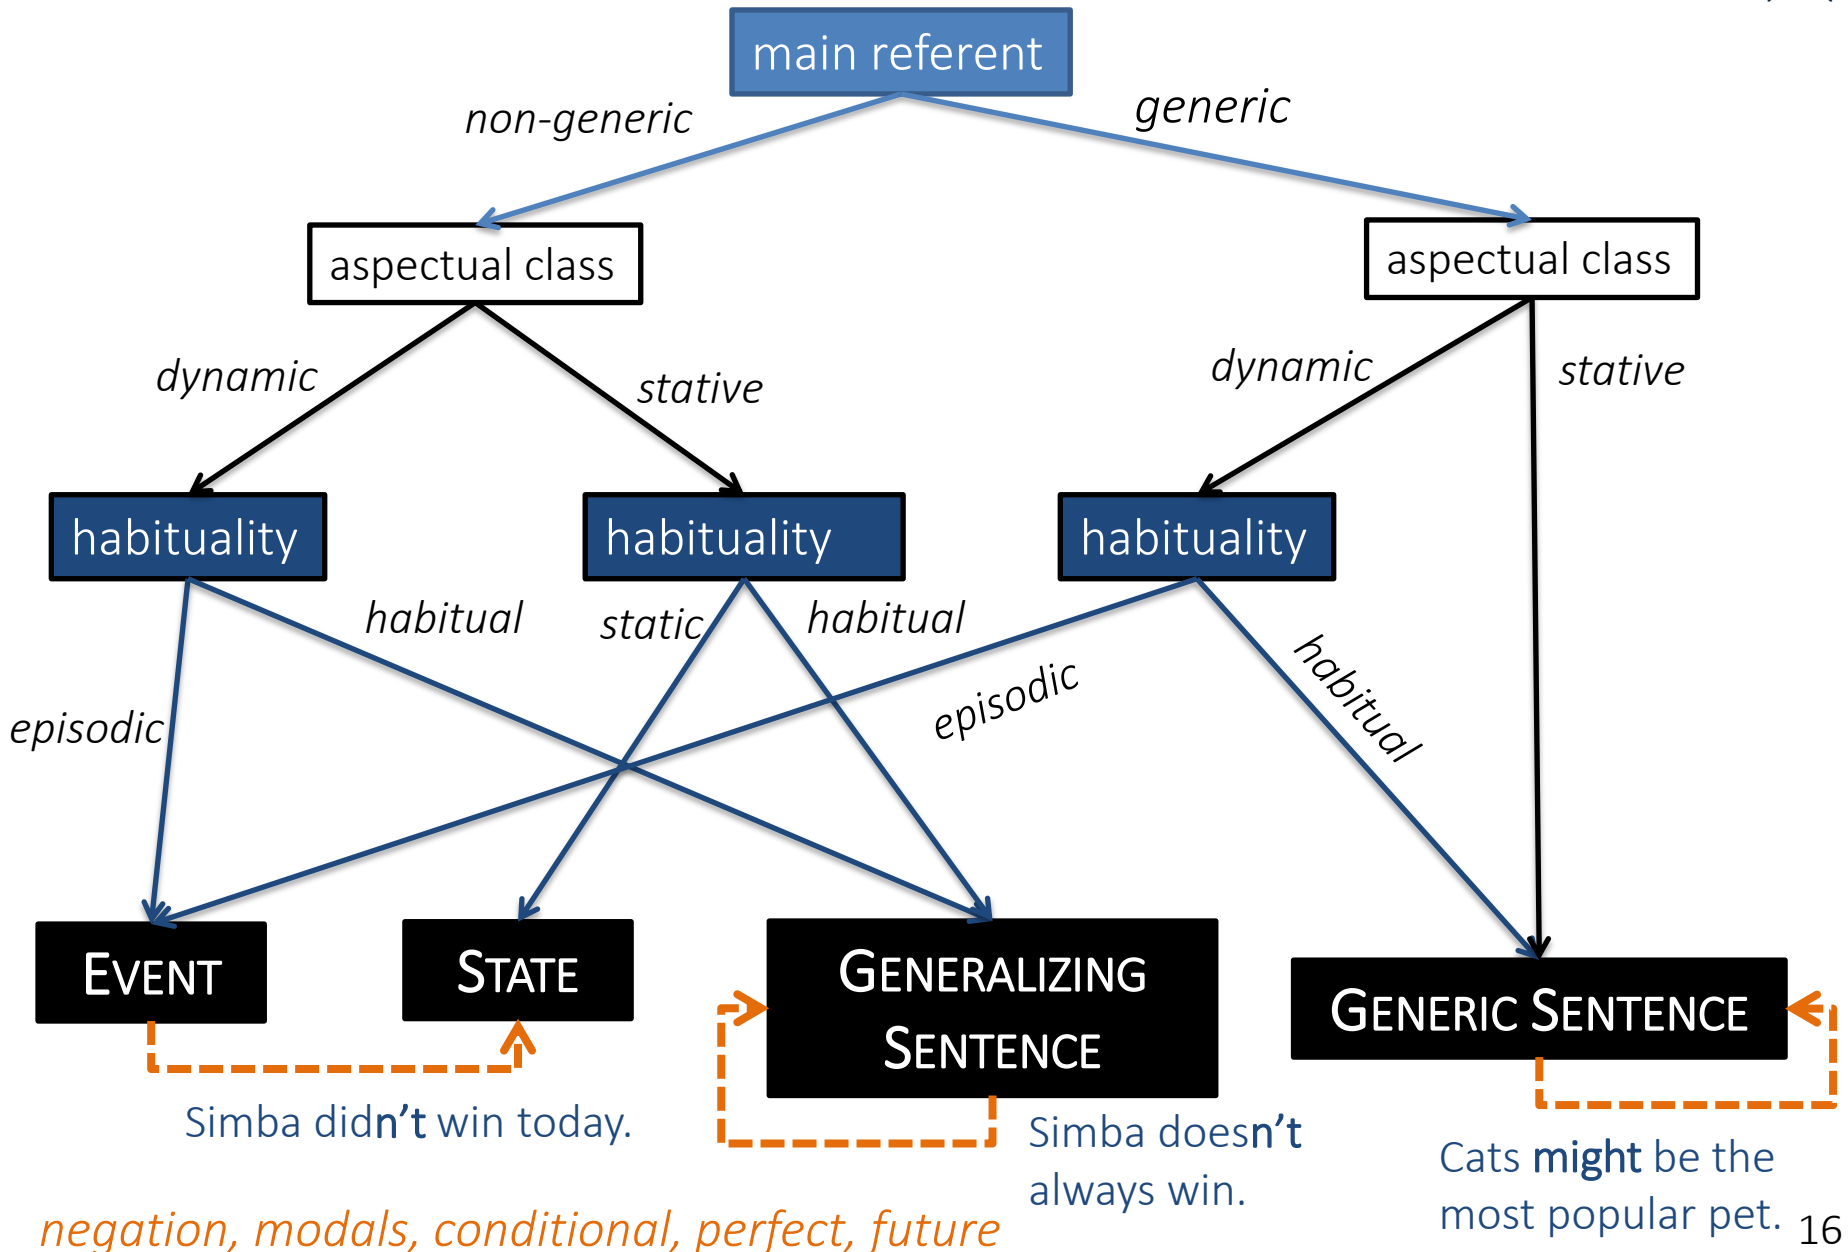 main referent
non-generic
generic
aspectual class
aspectual class
dynamic
stative
dynamic
stative
habituality
habituality
habituality
habitual
static
habitual
episodic
episodic
habitual
EVENT
STATE
GENERALIZING
SENTENCE
GENERIC SENTENCE
Simba didn't win today.
Simba doesn't
always win.
Cats might be the
most popular pet.
negation, modals, conditional, perfect, future
16